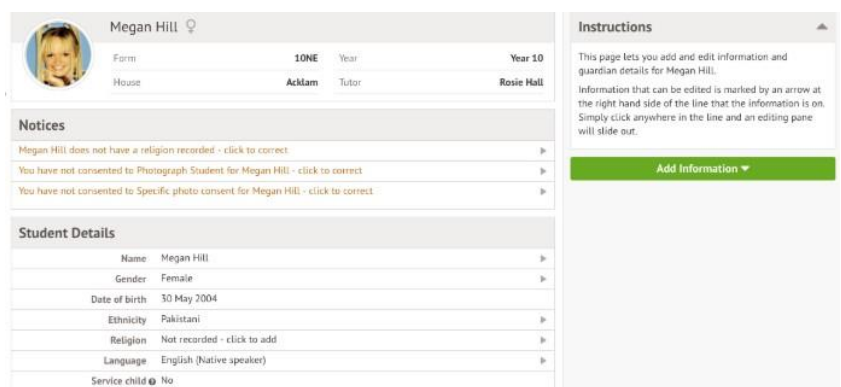 Megan Hill ♀
Form 10NE Year Year 10
House Acklam Tutor Rosie Hall
Notices
Megan Hill does not have a religion recorded - click to correct
You have not consented to Photograph Student for Megan Hill - click to correct
You have not consented to Specific photo consent for Megan Hill - click to correct
Student Details
Name Megan Hill
Gender Female
Date of birth 30 May 2004
Ethnicity Pakistani
Religion Not recorded - click to add
Language English (Native speaker)
Service child No
Instructions
This page lets you add and edit information and
guardian details for Megan Hill.
Information that can be edited is marked by an arrow at
the right hand side of the line that the information is on.
Simply click anywhere in the line and an editing pane
will slide out.
Add Information